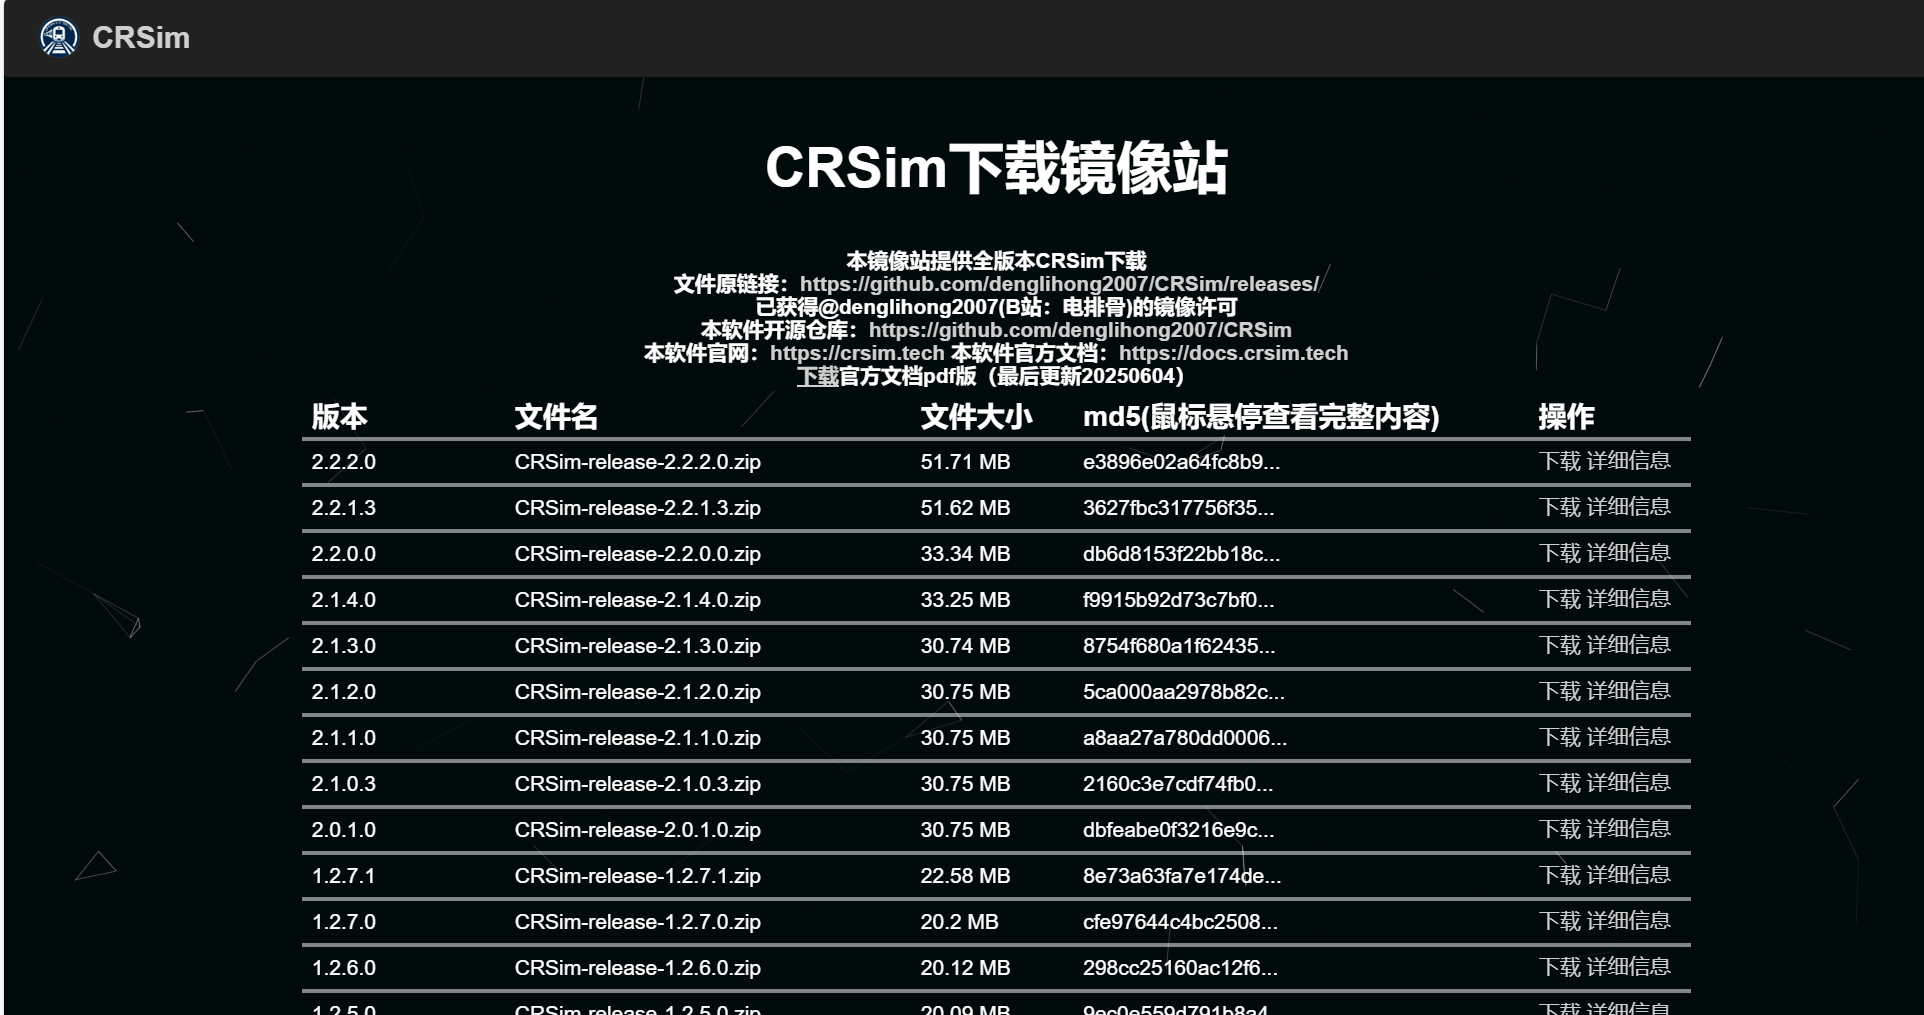 CRSim
CRSim下载镜像站
本镜像站提供全版本CRSim下载
文件原链接：https://github.com/denglihong2007/CRSim/releases/
已获得@denglihong2007(B站：电排骨)的镜像许可
本软件开源仓库：https://github.com/denglihong2007/CRSim
本软件官网：https://crsim.tech 本软件官方文档：https://docs.crsim.tech
下载官方文档pdf版（最后更新20250604）
版本 文件名 文件大小 md5(鼠标悬停查看完整内容) 操作
2.2.2.0 CRSim-release-2.2.2.0.zip 51.71 MB e3896e02a64fc8b9... 下载 详细信息
2.2.1.3 CRSim-release-2.2.1.3.zip 51.62 MB 3627fbc317756f35... 下载 详细信息
2.2.0.0 CRSim-release-2.2.0.0.zip 33.34 MB db6d8153f22bb18c... 下载 详细信息
2.1.4.0 CRSim-release-2.1.4.0.zip 33.25 MB f9915b92d73c7bf0... 下载 详细信息
2.1.3.0 CRSim-release-2.1.3.0.zip 30.74 MB 8754f680a1f62435... 下载 详细信息
2.1.2.0 CRSim-release-2.1.2.0.zip 30.75 MB 5ca000aa2978b82c... 下载 详细信息
2.1.1.0 CRSim-release-2.1.1.0.zip 30.75 MB a8aa27a780dd0006... 下载 详细信息
2.1.0.3 CRSim-release-2.1.0.3.zip 30.75 MB 2160c3e7cdf74fb0... 下载 详细信息
2.0.1.0 CRSim-release-2.0.1.0.zip 30.75 MB dbfeabe0f3216e9c... 下载 详细信息
1.2.7.1 CRSim-release-1.2.7.1.zip 22.58 MB 8e73a63fa7e174de... 下载 详细信息
1.2.7.0 CRSim-release-1.2.7.0.zip 20.2 MB cfe97644c4bc2508... 下载 详细信息
1.2.6.0 CRSim-release-1.2.6.0.zip 20.12 MB 298cc25160ac12f6... 下载 详细信息
1.2.5.0 CRSim-release-1.2.5.0.zip 20.09 MB 9ec0e559d791b8a4... 下载 详细信息